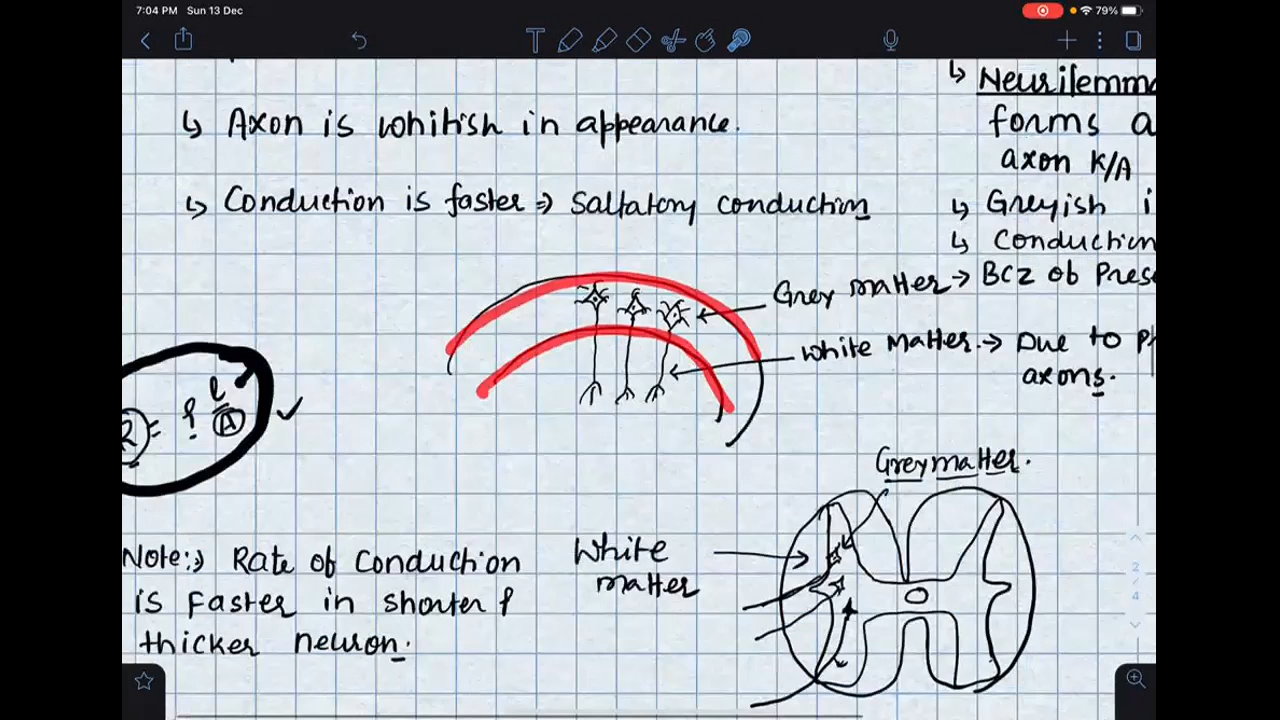 7:04 PM Sun 13 Dec
79%
↳ Axon is whitish in appearance.
↳ Conduction is faster ⇒ Saltatory conduction
↳ Neurilemma
forms a
axon K/A
↳ Greyish i
↳ Conduction
Grey matter → BCZ of Prese
White Matter → Due to
axons.
l
A
Grey matter.
White
matter
Note:⇒ Rate of Conduction
is faster in shorter &
thicker neuron.
2
/
4